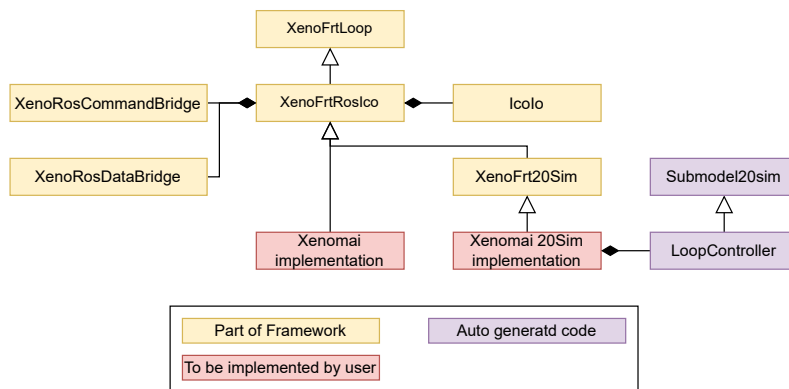 XenoFrtLoop
XenoRosCommandBridge
XenoFrtRosIco
IcoIo
XenoRosDataBridge
XenoFrt20Sim
Submodel20sim
Xenomai
implementation
Xenomai 20Sim
implementation
LoopController
Part of Framework
Auto generatd code
To be implemented by user